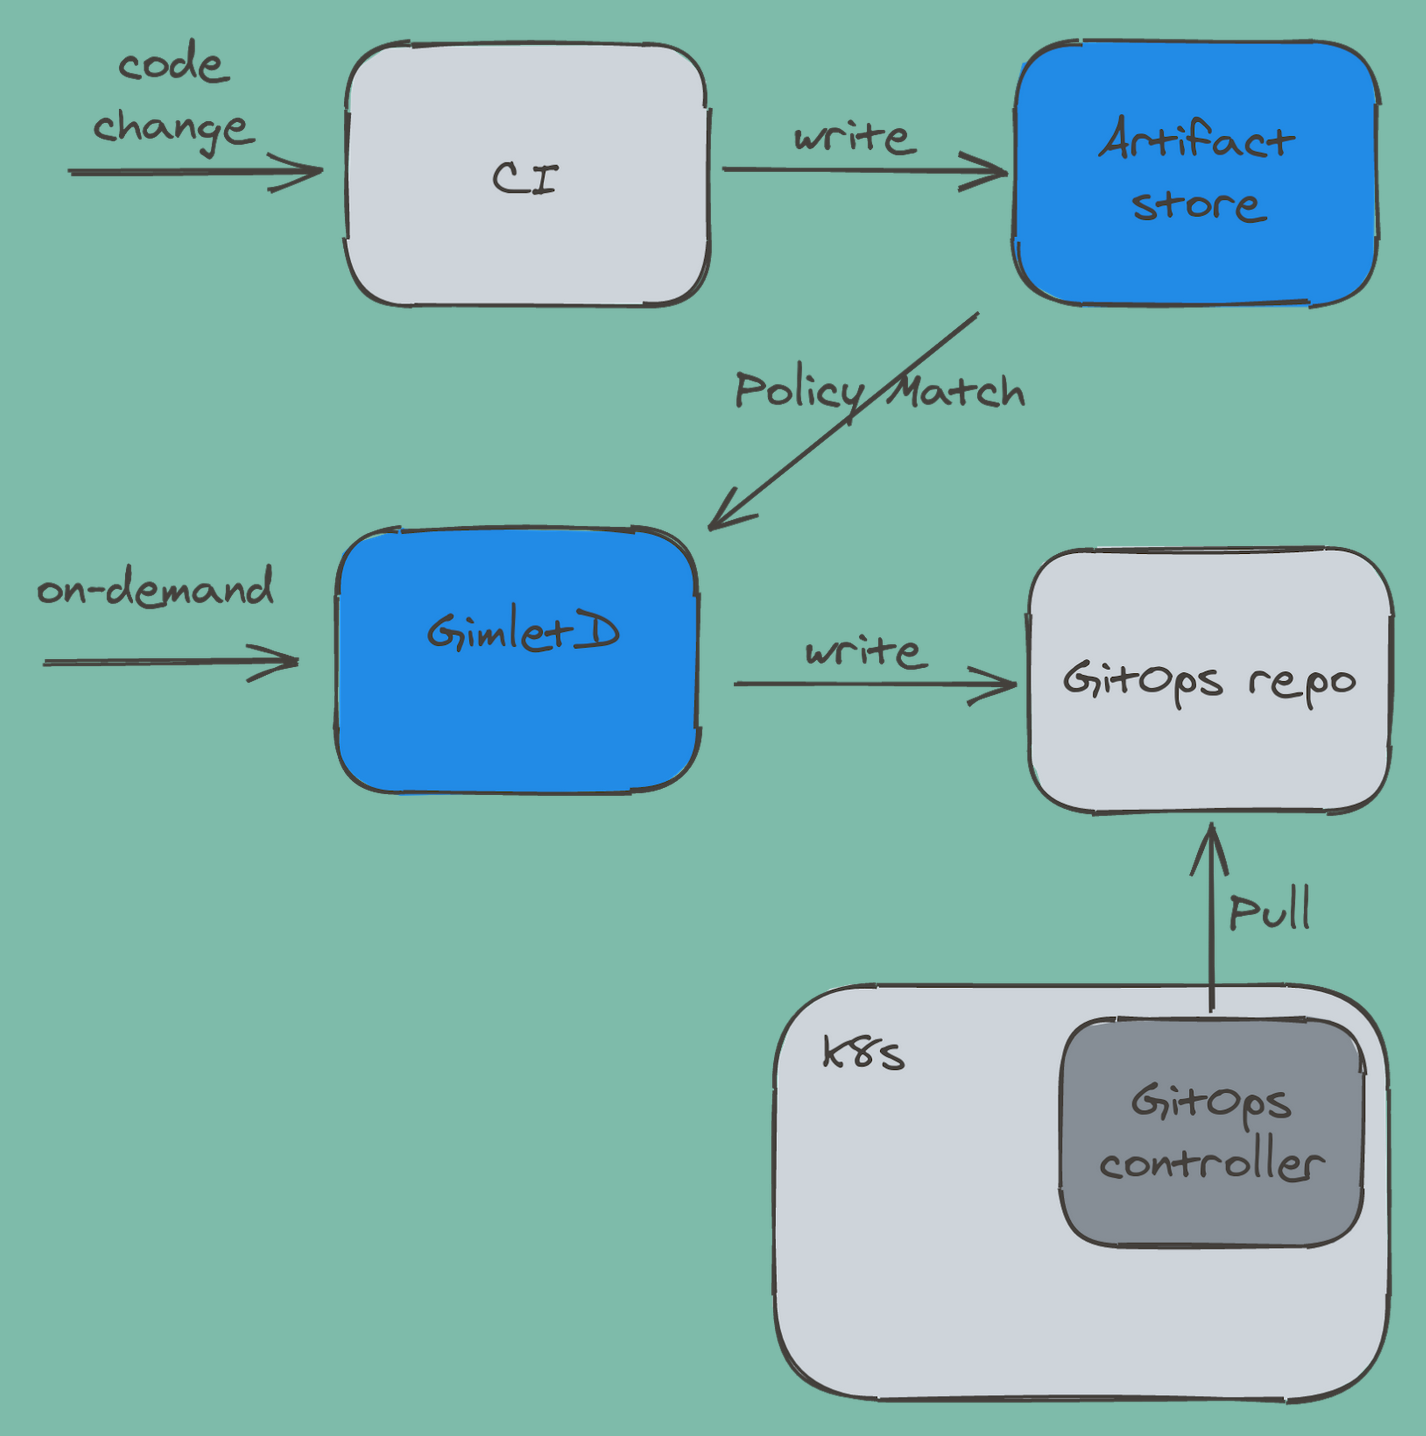 code
change
CI
write
Artifact
store
Policy Match
on-demand
GimletD
write
GitOps repo
Pull
k8s
GitOps
controller